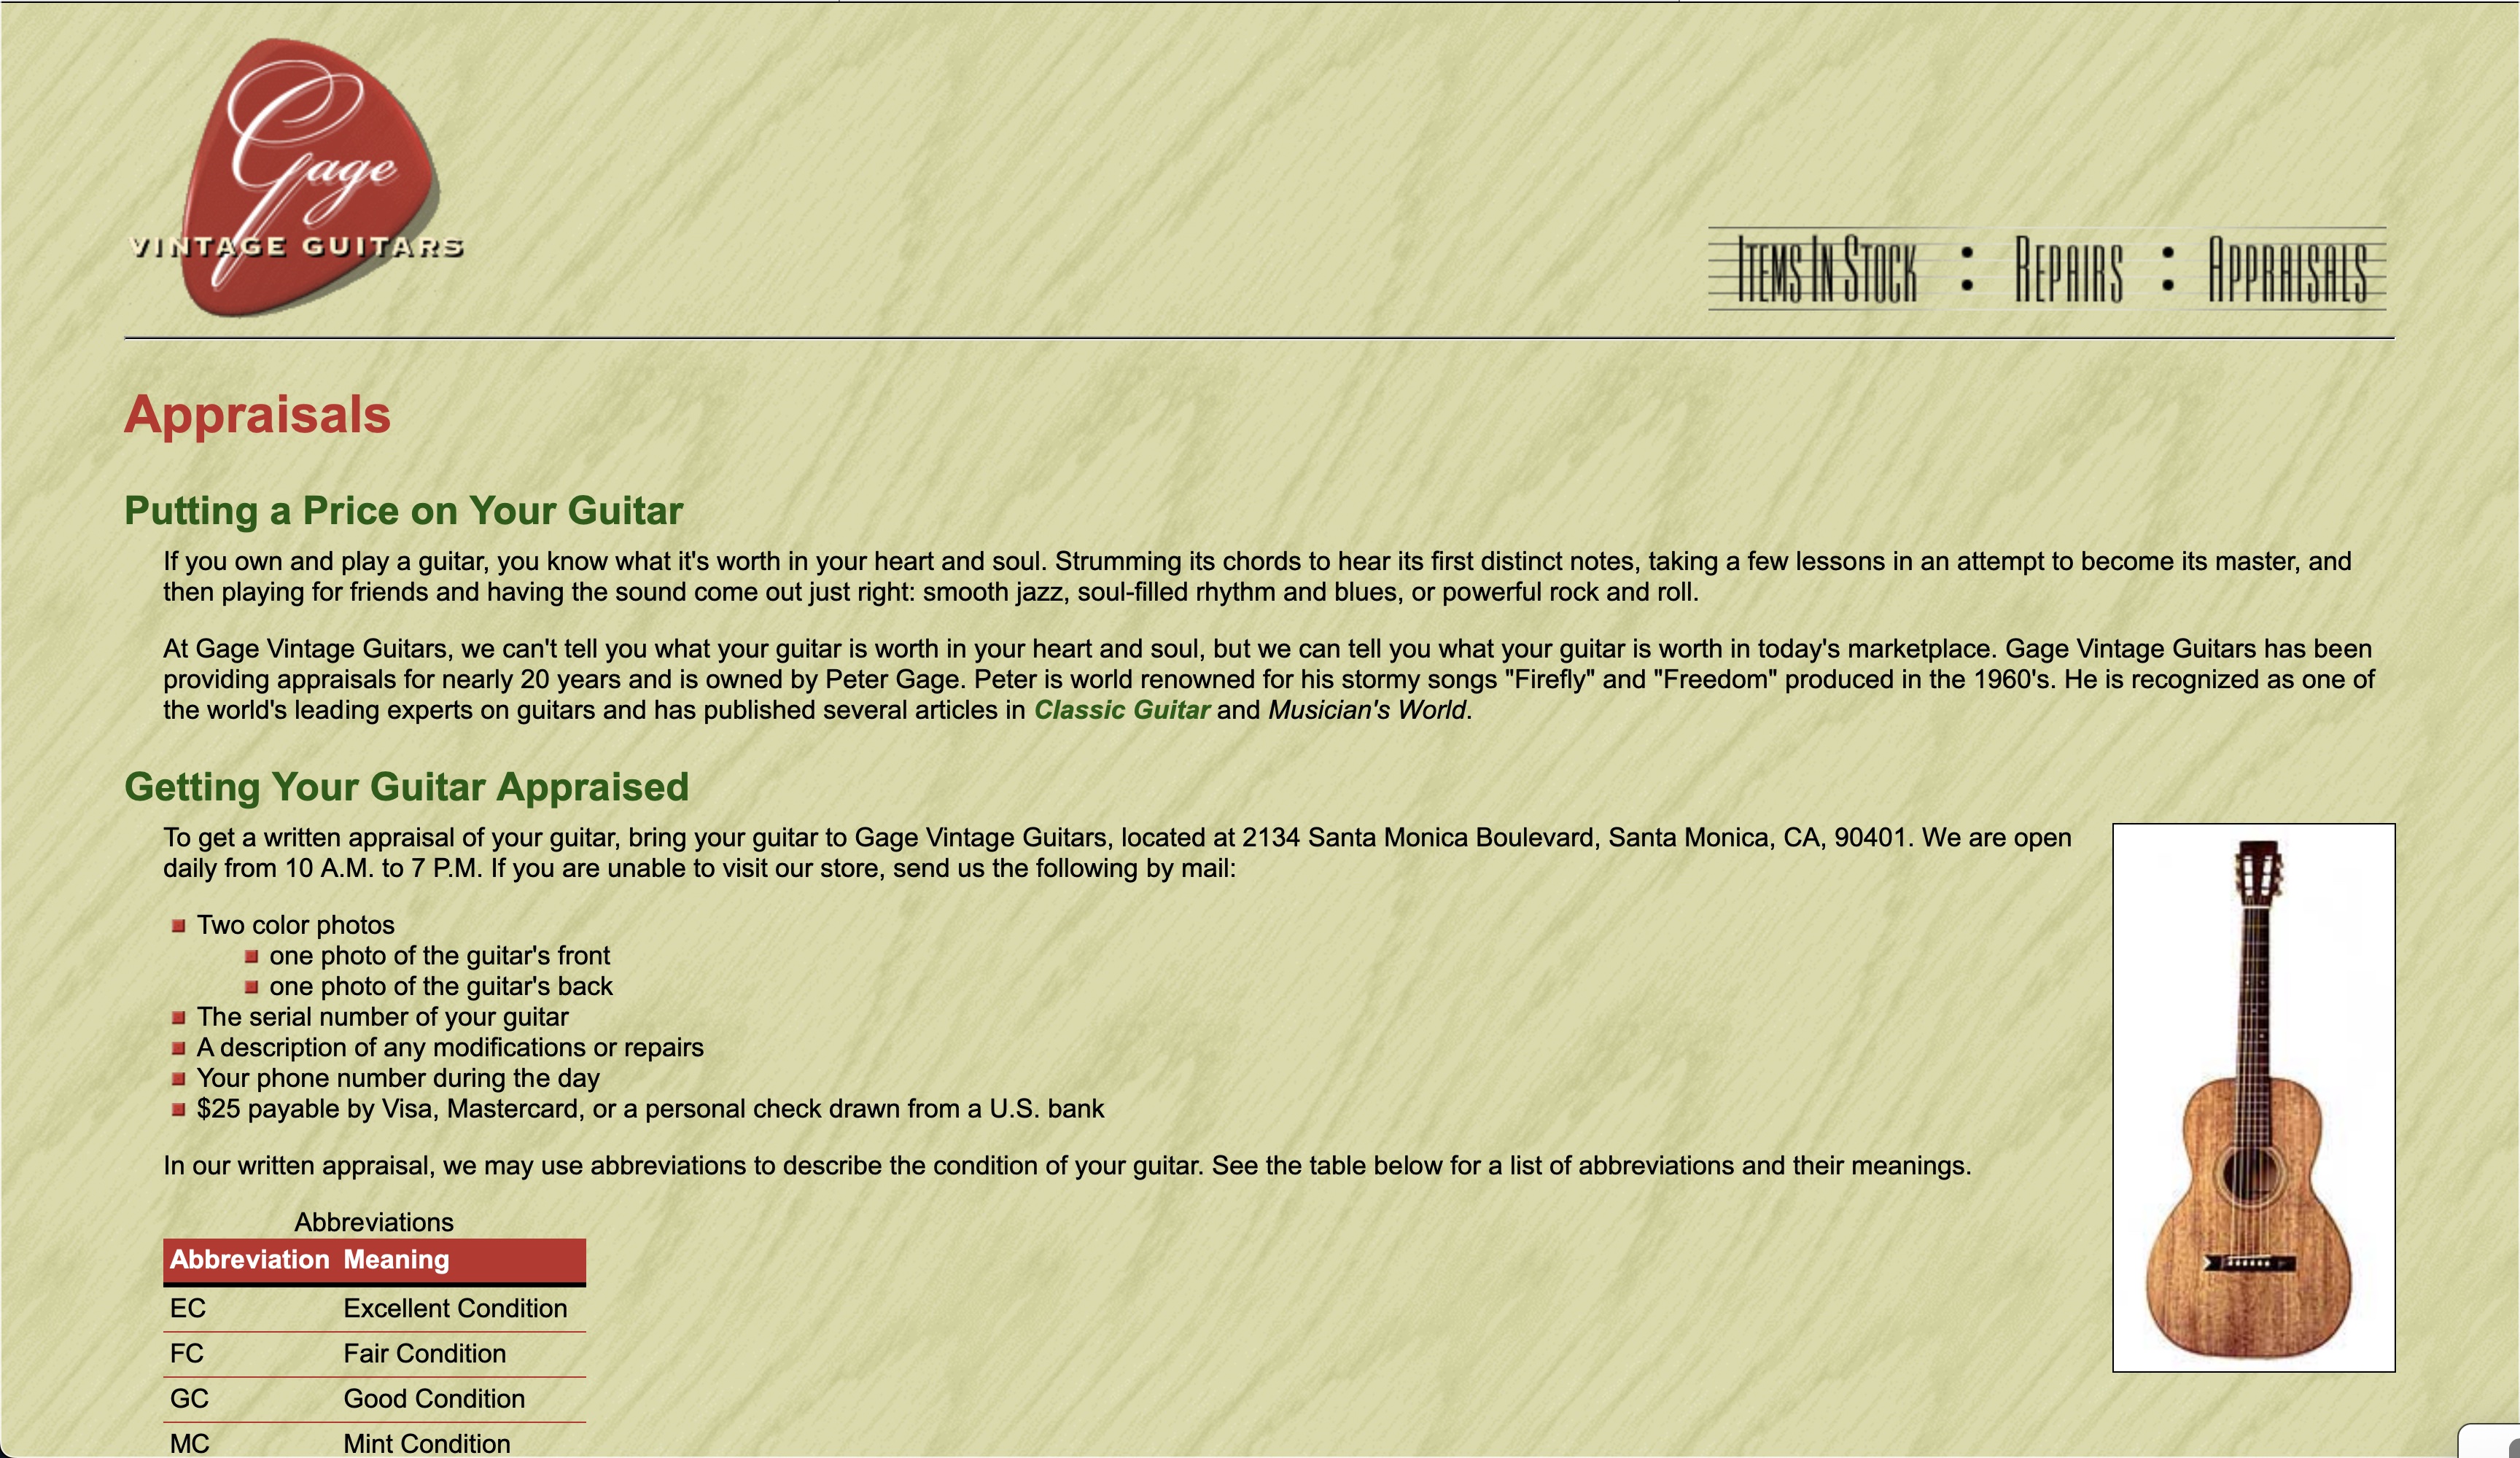 Gage
VINTAGE GUITARS
ITEMS IN STOCK : REPAIRS : APPRAISALS
Appraisals
Putting a Price on Your Guitar
If you own and play a guitar, you know what it's worth in your heart and soul. Strumming its chords to hear its first distinct notes, taking a few lessons in an attempt to become its master, and
then playing for friends and having the sound come out just right: smooth jazz, soul-filled rhythm and blues, or powerful rock and roll.
At Gage Vintage Guitars, we can't tell you what your guitar is worth in your heart and soul, but we can tell you what your guitar is worth in today's marketplace. Gage Vintage Guitars has been
providing appraisals for nearly 20 years and is owned by Peter Gage. Peter is world renowned for his stormy songs "Firefly" and "Freedom" produced in the 1960's. He is recognized as one of
the world's leading experts on guitars and has published several articles in Classic Guitar and Musician's World.
Getting Your Guitar Appraised
To get a written appraisal of your guitar, bring your guitar to Gage Vintage Guitars, located at 2134 Santa Monica Boulevard, Santa Monica, CA, 90401. We are open
daily from 10 A.M. to 7 P.M. If you are unable to visit our store, send us the following by mail:
Two color photos
one photo of the guitar's front
one photo of the guitar's back
The serial number of your guitar
A description of any modifications or repairs
Your phone number during the day
$25 payable by Visa, Mastercard, or a personal check drawn from a U.S. bank
In our written appraisal, we may use abbreviations to describe the condition of your guitar. See the table below for a list of abbreviations and their meanings.
Abbreviations
Abbreviation Meaning
EC Excellent Condition
FC Fair Condition
GC Good Condition
MC Mint Condition